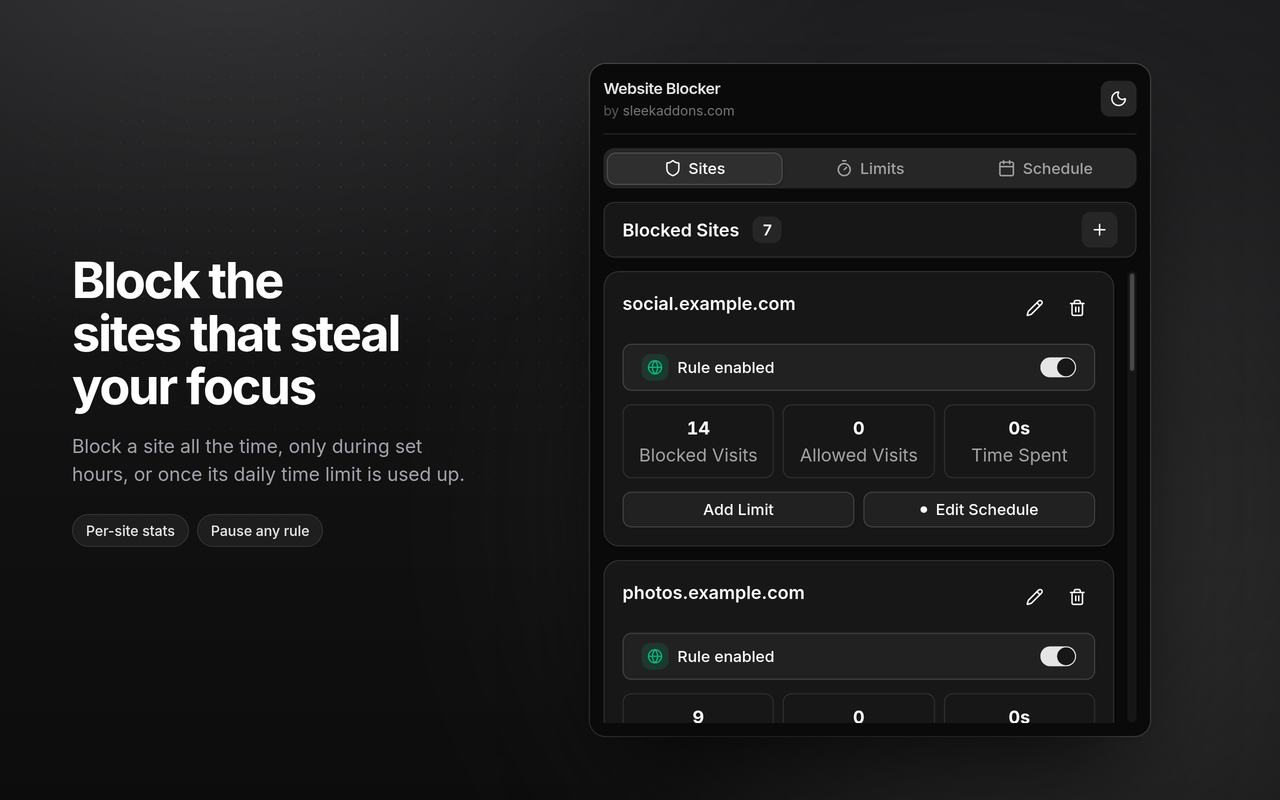 Block the
sites that steal
your focus
Block a site all the time, only during set
hours, or once its daily time limit is used up.
Per-site stats
Pause any rule
Website Blocker
by sleekaddons.com
Sites
Limits
Schedule
Blocked Sites 7
social.example.com
Rule enabled
14
Blocked Visits
0
Allowed Visits
0s
Time Spent
Add Limit
Edit Schedule
photos.example.com
Rule enabled
9
0
0s